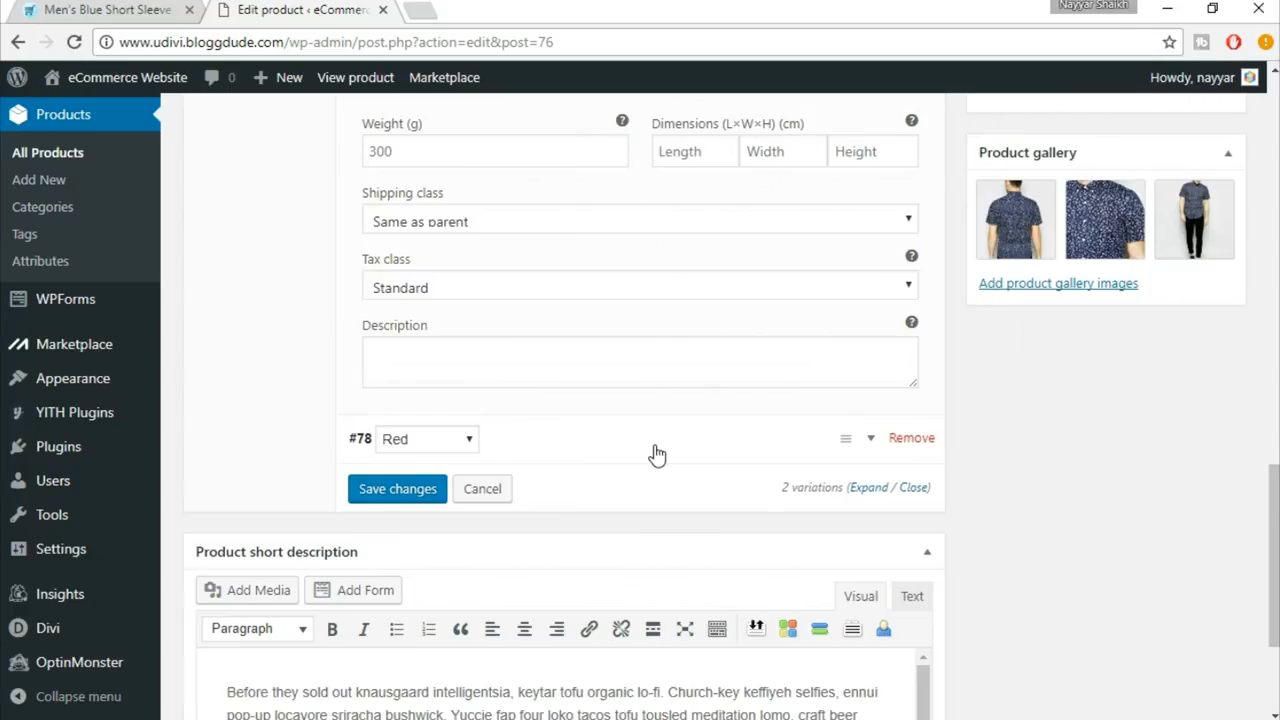 Men's Blue Short Sleeve
Edit product ‹ eCommerc
Nayyar Shaikh
www.udivi.bloggdude.com/wp-admin/post.php?action=edit&post=76
eCommerce Website
0
New
View product
Marketplace
Howdy, nayyar
Products
All Products
Add New
Categories
Tags
Attributes
WPForms
Marketplace
Appearance
YITH Plugins
Plugins
Users
Tools
Settings
Insights
Divi
OptinMonster
Collapse menu
Weight (g)
300
Dimensions (L×W×H) (cm)
Length
Width
Height
Shipping class
Same as parent
Tax class
Standard
Description
#78
Red
Remove
Save changes
Cancel
2 variations (Expand / Close)
Product gallery
Add product gallery images
Product short description
Add Media
Add Form
Visual
Text
Paragraph
Before they sold out knausgaard intelligentsia, keytar tofu organic lo-fi. Church-key keffiyeh selfies, ennui
pop-up locavore sriracha bushwick. Yuccie fap four loko tacos tofu tousled meditation lomo, craft beer